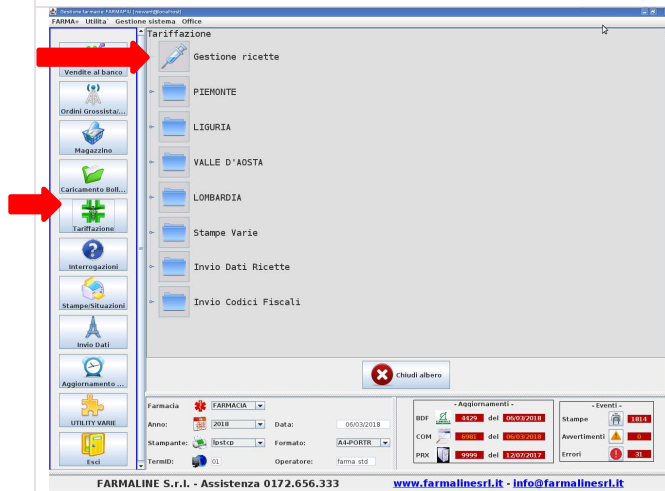 Gestione farmacie FARMAPIU [newamt@localnsol]
FARMA+ Utilita` Gestione sistema Office
Tariffazione
Vendite al banco
Ordini Grossista/...
Magazzino
Caricamento Boll...
Tariffazione
Interrogazioni
Stampe/Situazioni
Invio Dati
Aggiornamento ...
UTILITY VARIE
Esci
Gestione ricette
PIEMONTE
LIGURIA
VALLE D'AOSTA
LOMBARDIA
Stampe Varie
Invio Dati Ricette
Invio Codici Fiscali
Chiudi albero
Farmacia FARMACIA
Anno: 2018 Data: 06/03/2018
Stampante: lpstcp Formato: A4-PORTR
TermID: 01 Operatore: farma std
- Aggiornamenti -
BDF 4429 del 06/03/2018
COM 6981 del 06/03/2018
PRX 9999 del 12/07/2017
- Eventi -
Stampe 1814
Avvertimenti 0
Errori 31
FARMALINE S.r.l. - Assistenza 0172.656.333 www.farmalinesrl.it - info@farmalinesrl.it